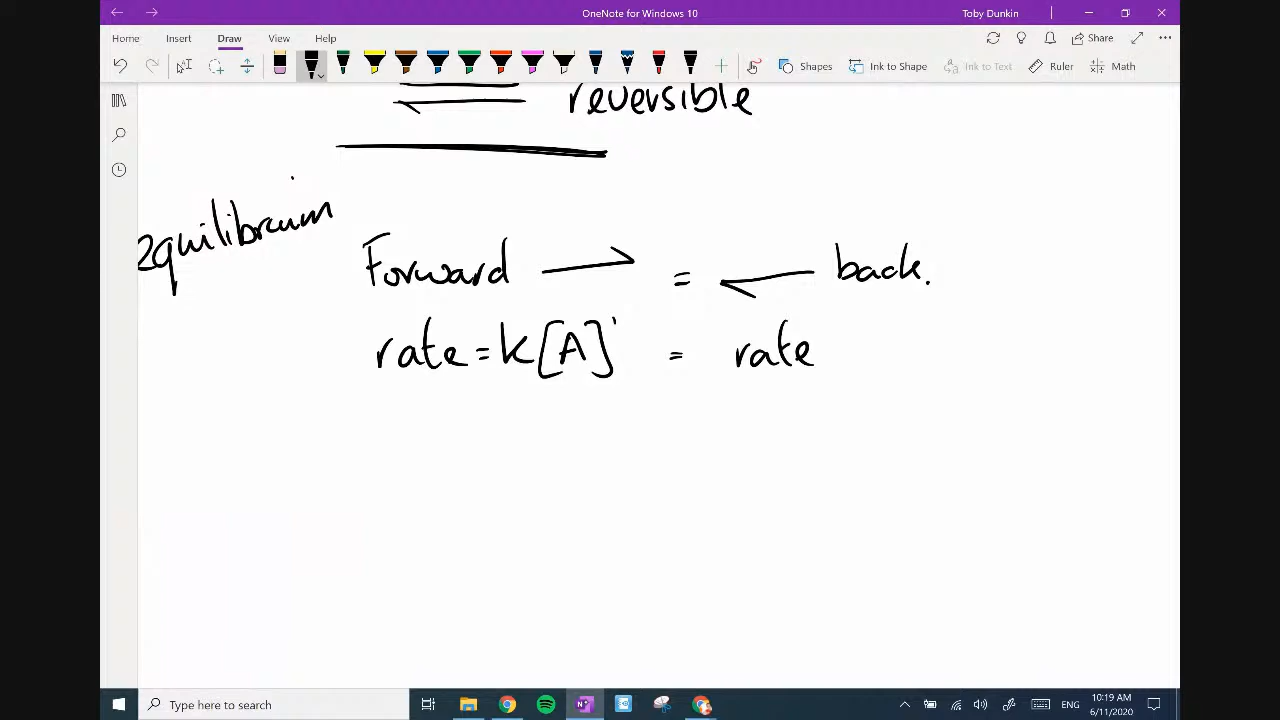 OneNote for Windows 10
Toby Dunkin
Home Insert Draw View Help
Share
Shapes Ink to Shape Ink to Text Ruler Math
reversible
Forward ⟶ = ⟵ back.
rate = k[A]' = rate
Type here to search
ENG
10:19 AM
6/11/2020